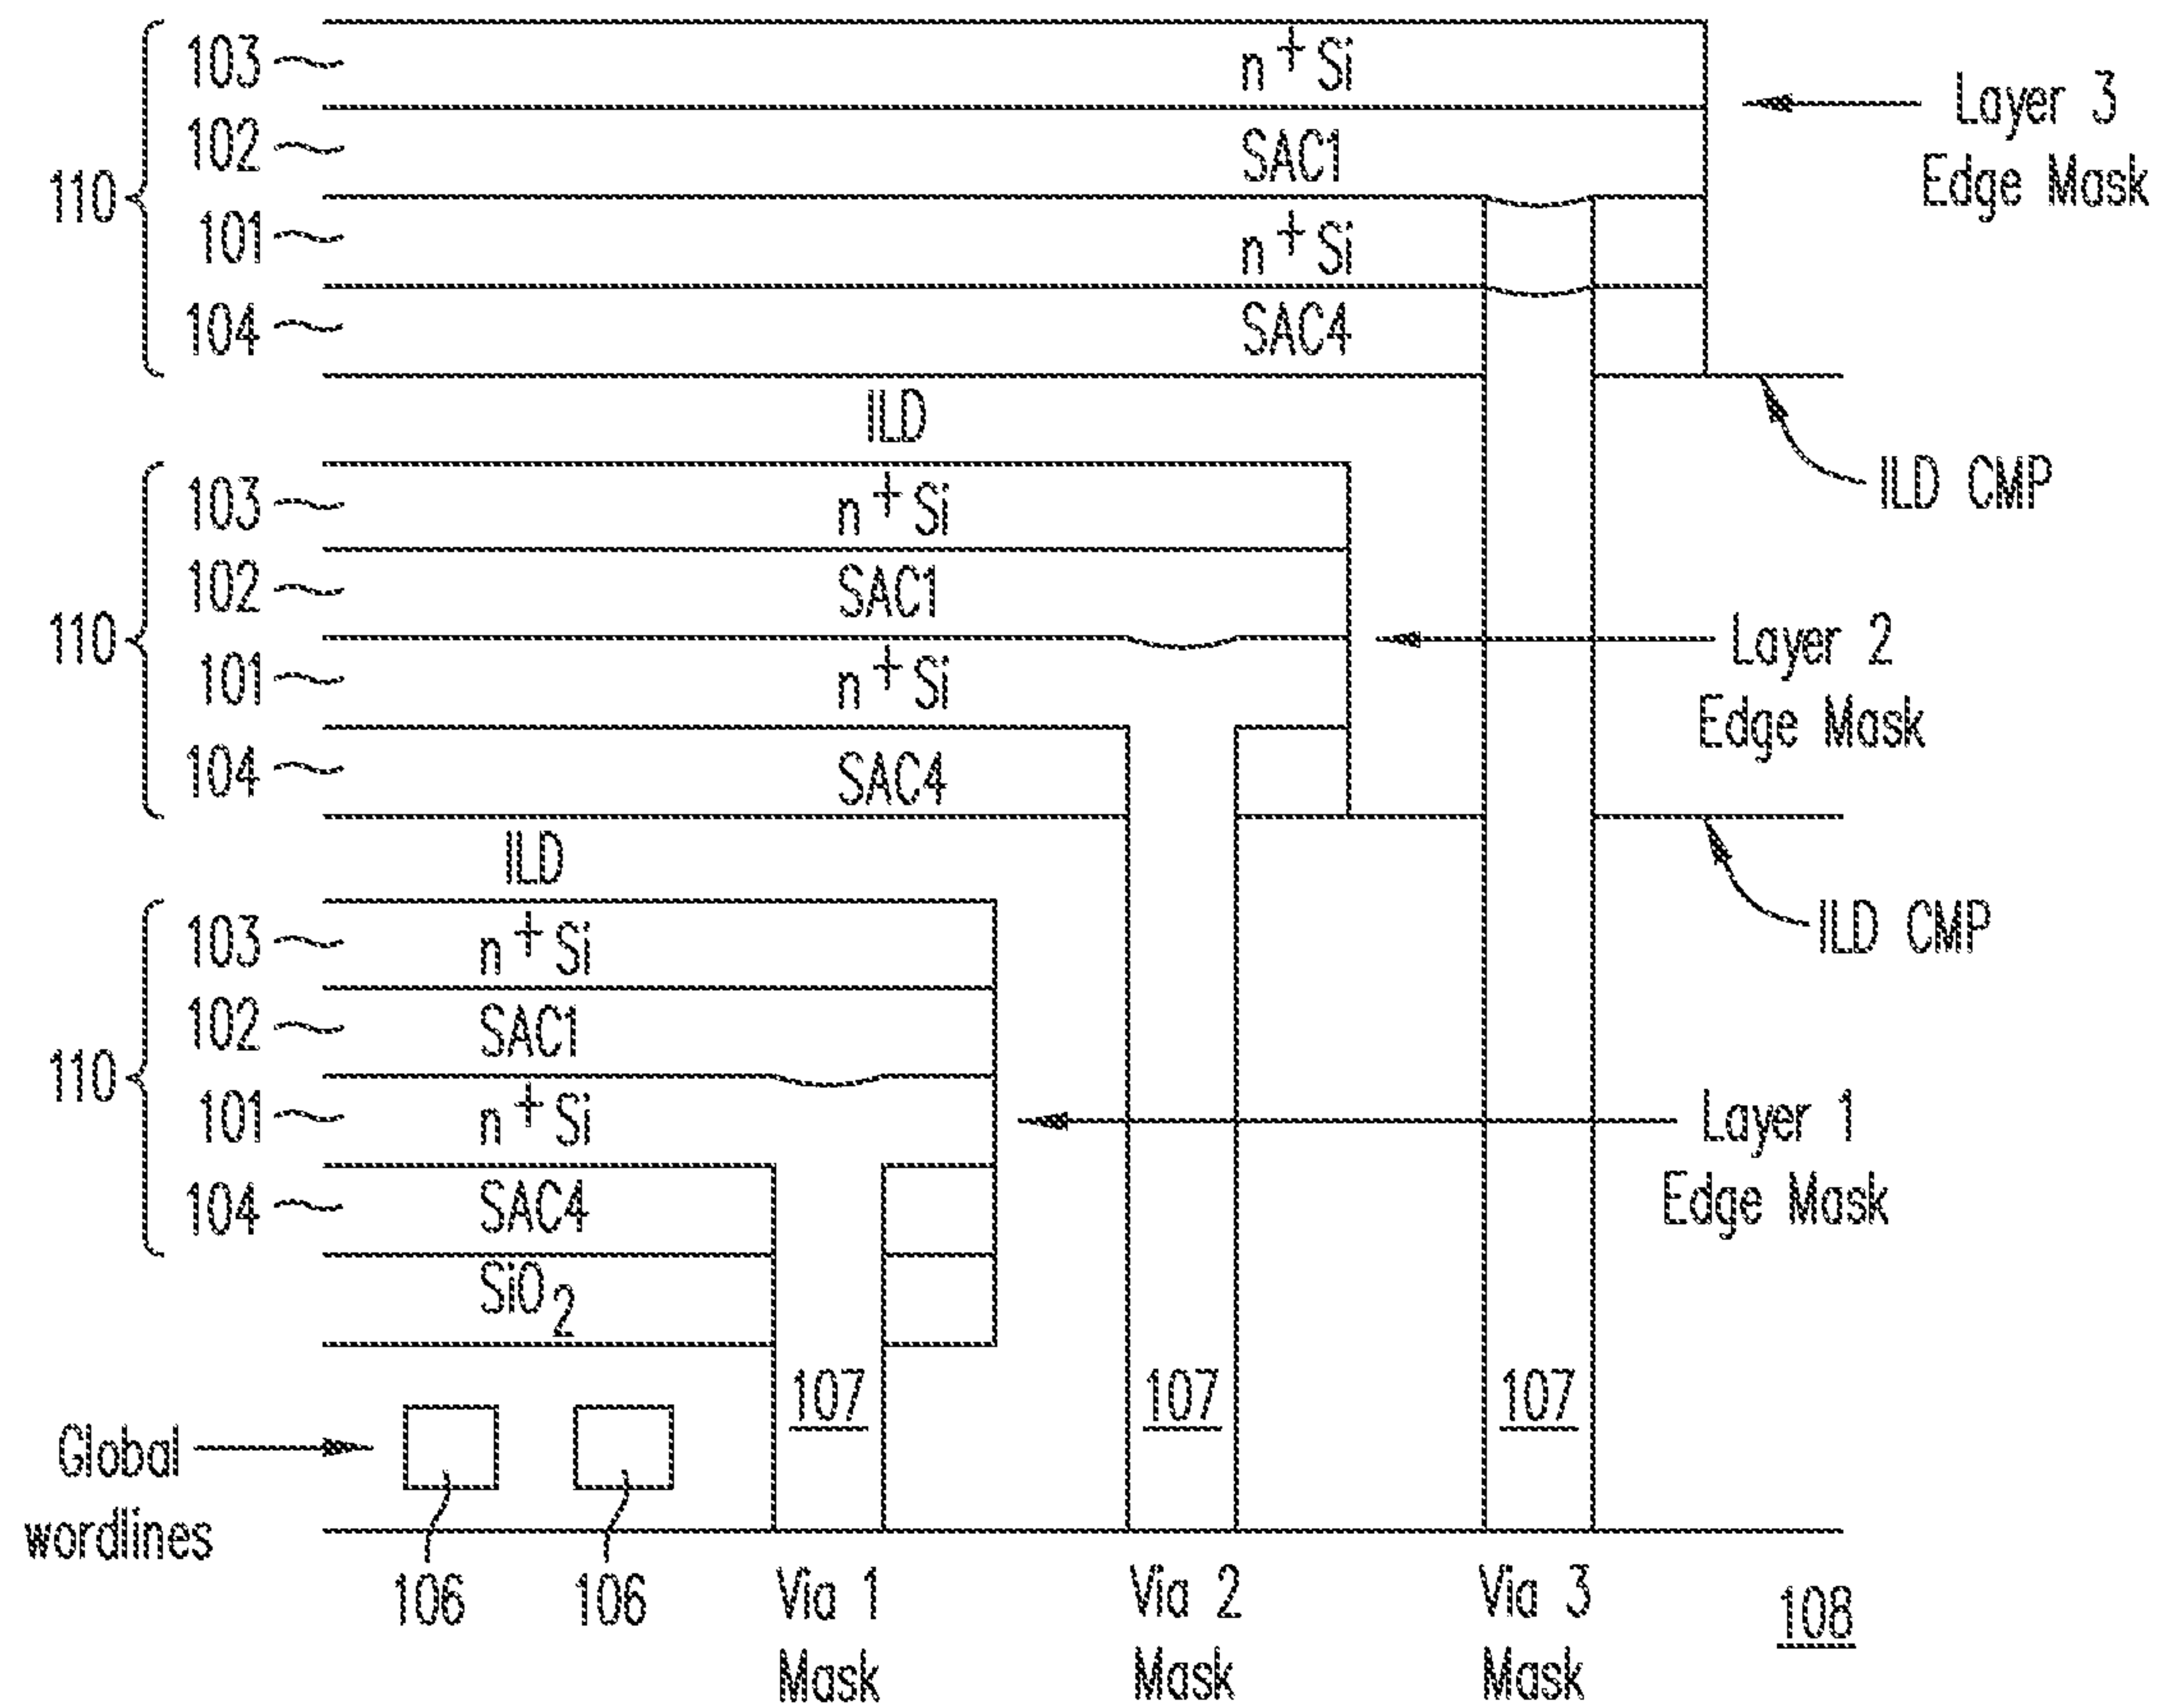 103
n+Si
Layer 3
Edge Mask
102
SAC1
110
101
n+Si
104
SAC4
ILD
ILD CMP
103
n+Si
102
SAC1
110
Layer 2
Edge Mask
101
n+Si
104
SAC4
ILD
ILD CMP
103
n+Si
102
SAC1
110
101
n+Si
Layer 1
Edge Mask
104
SAC4
SiO2
107
107
107
Global
wordlines
106
106
Via 1
Mask
Via 2
Mask
Via 3
Mask
108